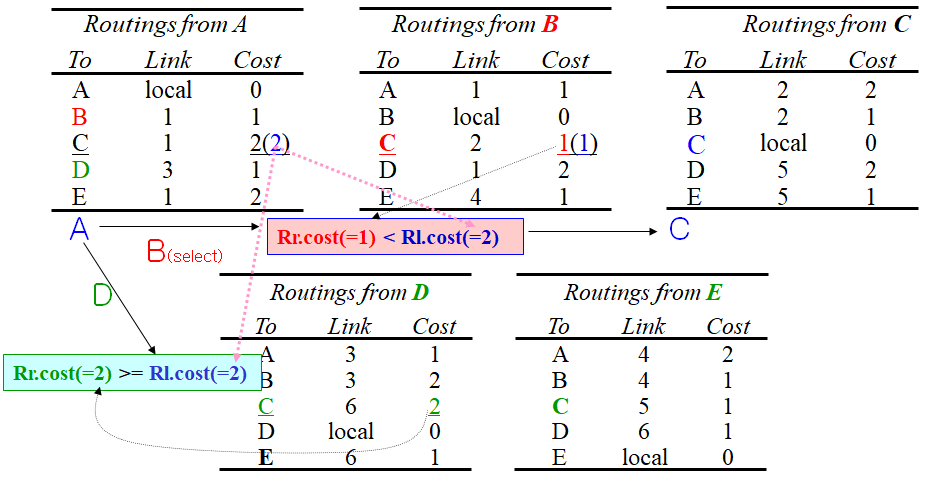 Routings from A
To Link Cost
A local 0
B 1 1
C 1 2(2)
D 3 1
E 1 2
Routings from B
To Link Cost
A 1 1
B local 0
C 2 1(1)
D 1 2
E 4 1
Routings from C
To Link Cost
A 2 2
B 2 1
C local 0
D 5 2
E 5 1
A
B(select)
Rr.cost(=1) < Rl.cost(=2)
C
D
Rr.cost(=2) >= Rl.cost(=2)
Routings from D
To Link Cost
A 3 1
B 3 2
C 6 2
D local 0
E 6 1
Routings from E
To Link Cost
A 4 2
B 4 1
C 5 1
D 6 1
E local 0